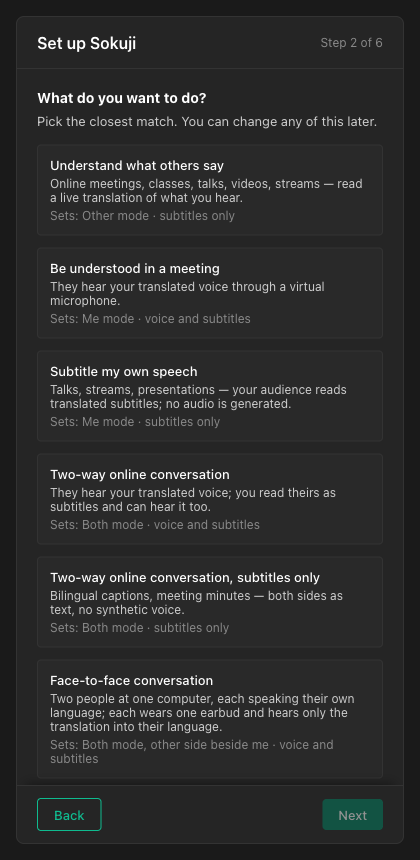 Set up Sokuji
Step 2 of 6
What do you want to do?
Pick the closest match. You can change any of this later.
Understand what others say
Online meetings, classes, talks, videos, streams — read
a live translation of what you hear.
Sets: Other mode · subtitles only
Be understood in a meeting
They hear your translated voice through a virtual
microphone.
Sets: Me mode · voice and subtitles
Subtitle my own speech
Talks, streams, presentations — your audience reads
translated subtitles; no audio is generated.
Sets: Me mode · subtitles only
Two-way online conversation
They hear your translated voice; you read theirs as
subtitles and can hear it too.
Sets: Both mode · voice and subtitles
Two-way online conversation, subtitles only
Bilingual captions, meeting minutes — both sides as
text, no synthetic voice.
Sets: Both mode · subtitles only
Face-to-face conversation
Two people at one computer, each speaking their own
language; each wears one earbud and hears only the
translation into their language.
Sets: Both mode, other side beside me · voice and
subtitles
Back
Next